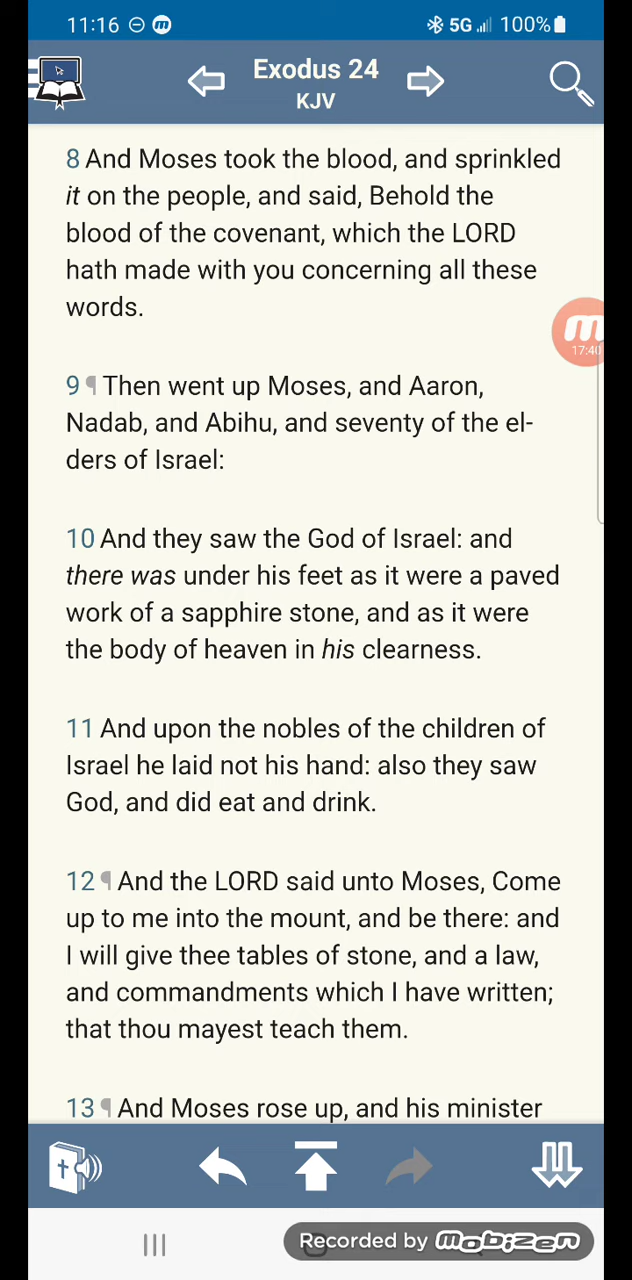 11:16 m 5G 100%
Exodus 24
KJV
8 And Moses took the blood, and sprinkled
it on the people, and said, Behold the
blood of the covenant, which the LORD
hath made with you concerning all these
words.
m
17:40
9 ¶ Then went up Moses, and Aaron,
Nadab, and Abihu, and seventy of the el-
ders of Israel:
10 And they saw the God of Israel: and
there was under his feet as it were a paved
work of a sapphire stone, and as it were
the body of heaven in his clearness.
11 And upon the nobles of the children of
Israel he laid not his hand: also they saw
God, and did eat and drink.
12 ¶ And the LORD said unto Moses, Come
up to me into the mount, and be there: and
I will give thee tables of stone, and a law,
and commandments which I have written;
that thou mayest teach them.
13 ¶ And Moses rose up, and his minister
Recorded by mobizen